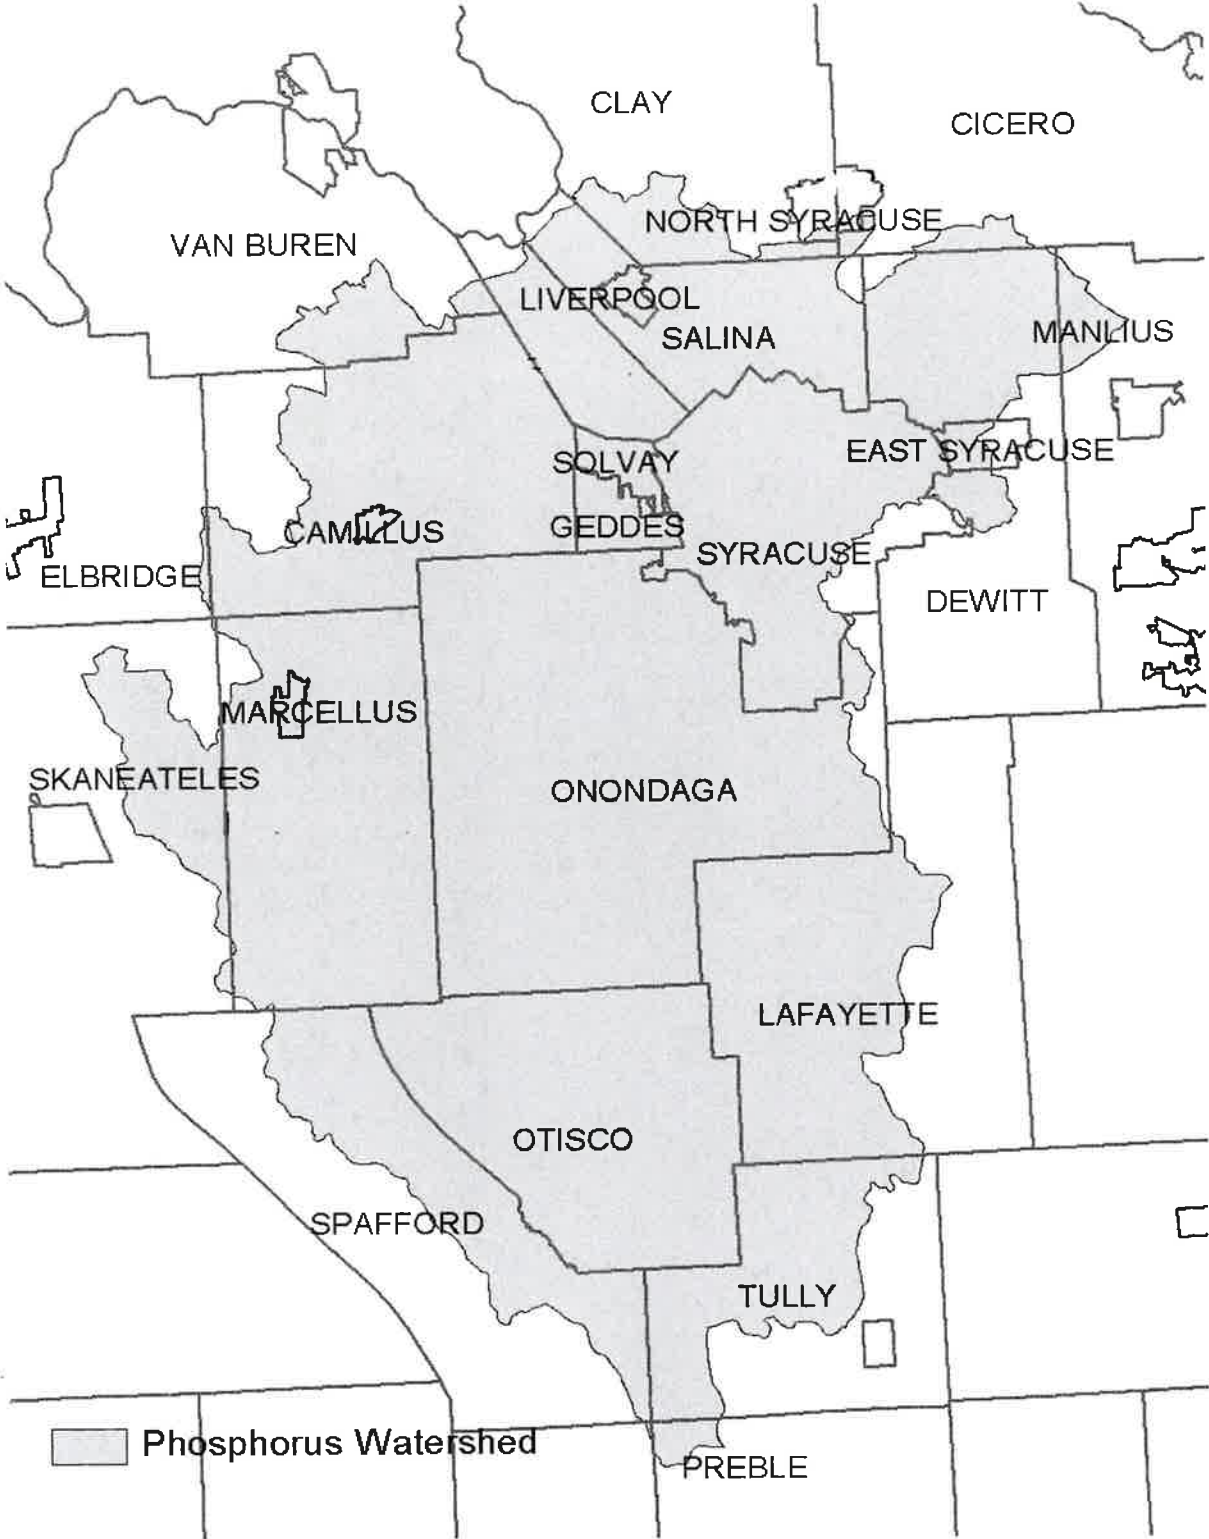 CLAY
CICERO
NORTH SYRACUSE
VAN BUREN
LIVERPOOL
SALINA
MANLIUS
EAST SYRACUSE
SOLVAY
CAMILLUS
GEDDES
SYRACUSE
ELBRIDGE
DEWITT
MARCELLUS
SKANEATELES
ONONDAGA
LAFAYETTE
OTISCO
SPAFFORD
TULLY
Phosphorus Watershed
PREBLE